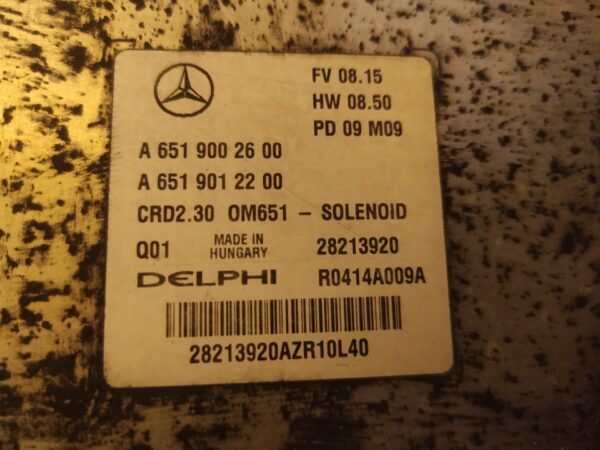 FV 08.15
HW 08.50
PD 09 M09
A 651 900 26 00
A 651 901 22 00
CRD2.30 OM651 – SOLENOID
Q01 MADE IN HUNGARY 28213920
DELPHI R0414A009A
28213920AZR10L40